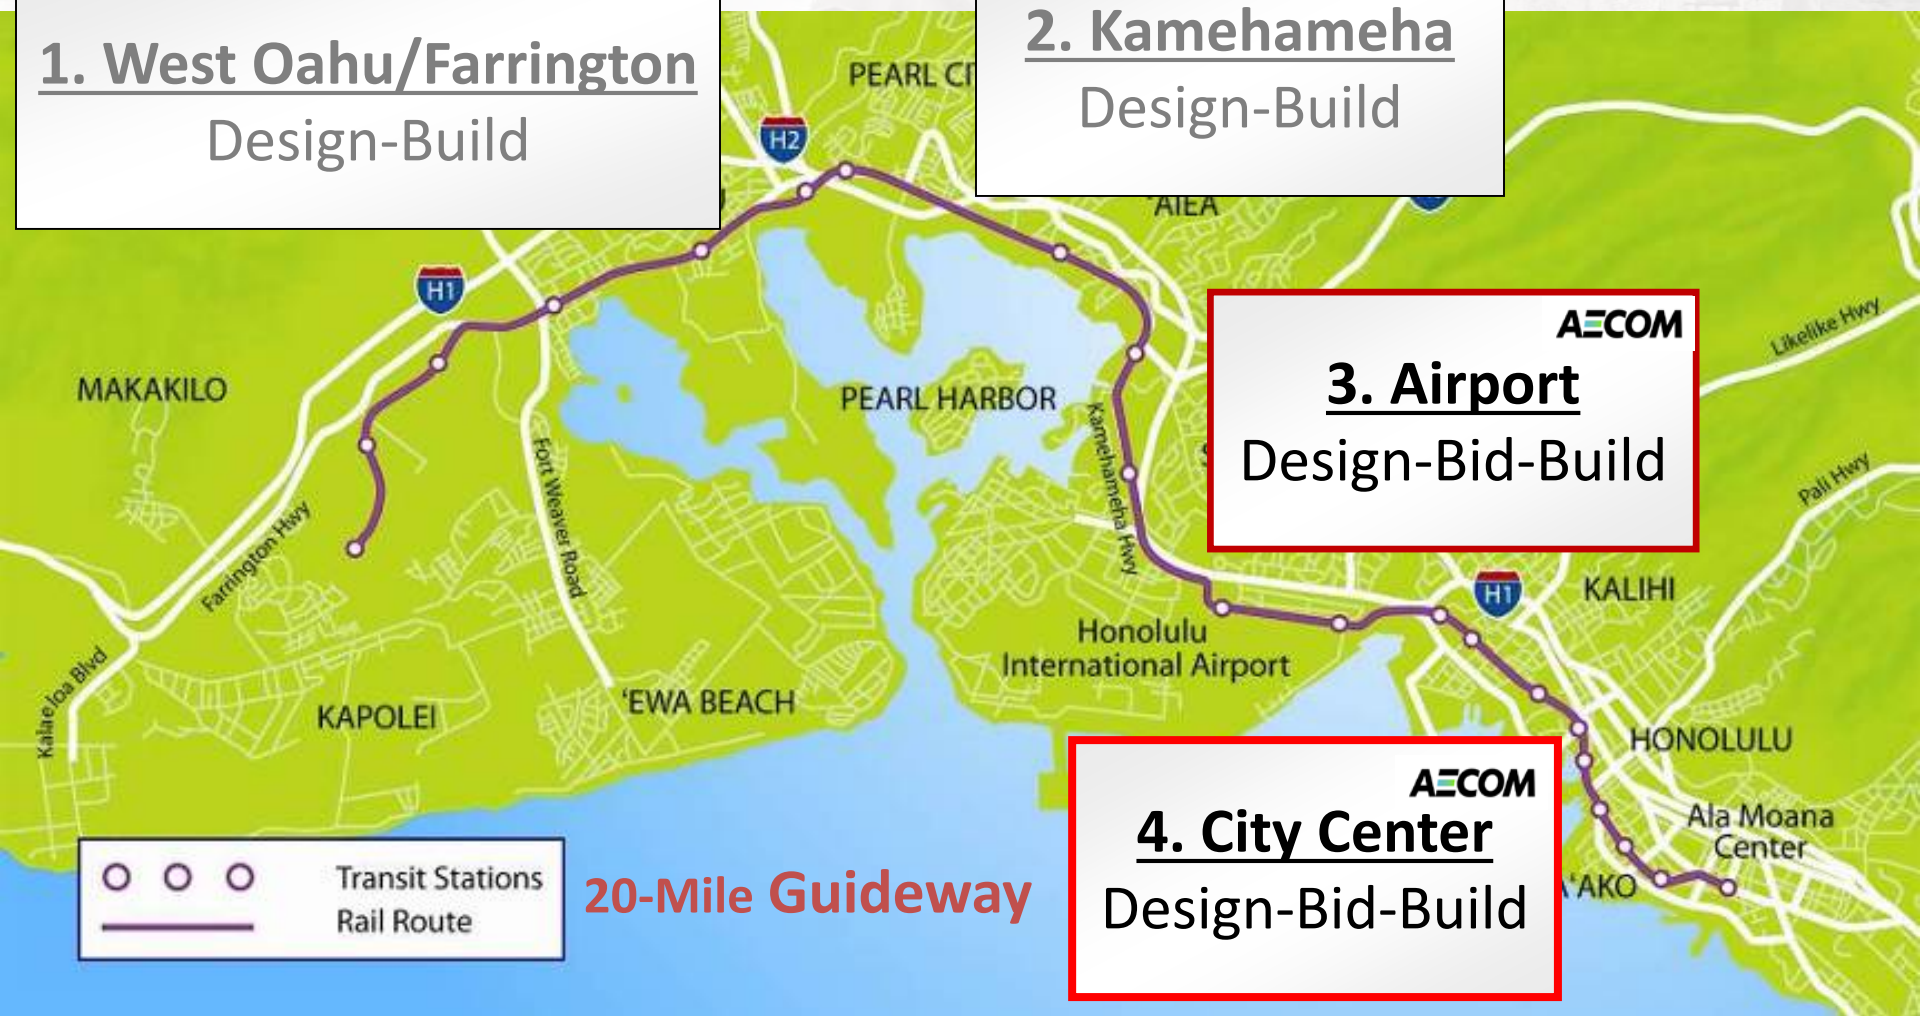 1. West Oahu/Farrington
Design-Build
2. Kamehameha
Design-Build
PEARL
H2
'AIEA
H1
AECOM
3. Airport
Design-Bid-Build
Likelike Hwy
MAKAKILO
PEARL HARBOR
Kamehameha Hwy
Fort Weaver Road
Pali Hwy
Farrington Hwy
H1
KALIHI
Honolulu
International Airport
Kalaeloa Blvd
KAPOLEI
'EWA BEACH
HONOLULU
AECOM
4. City Center
Design-Bid-Build
Ala Moana
Center
Transit Stations
Rail Route
20-Mile Guideway